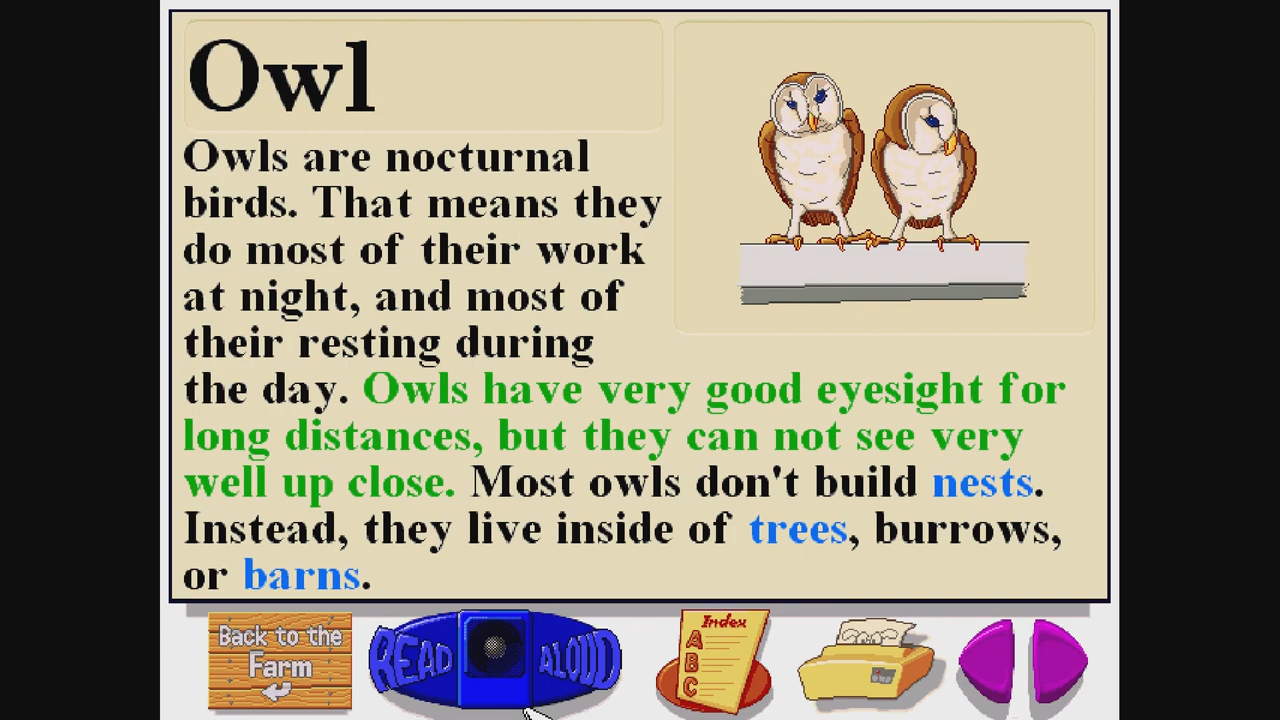 Owl
Owls are nocturnal
birds. That means they
do most of their work
at night, and most of
their resting during
the day. Owls have very good eyesight for
long distances, but they can not see very
well up close. Most owls don't build nests.
Instead, they live inside of trees, burrows,
or barns.
Back to the
Farm
READ ALOUD
Index
A
B
C